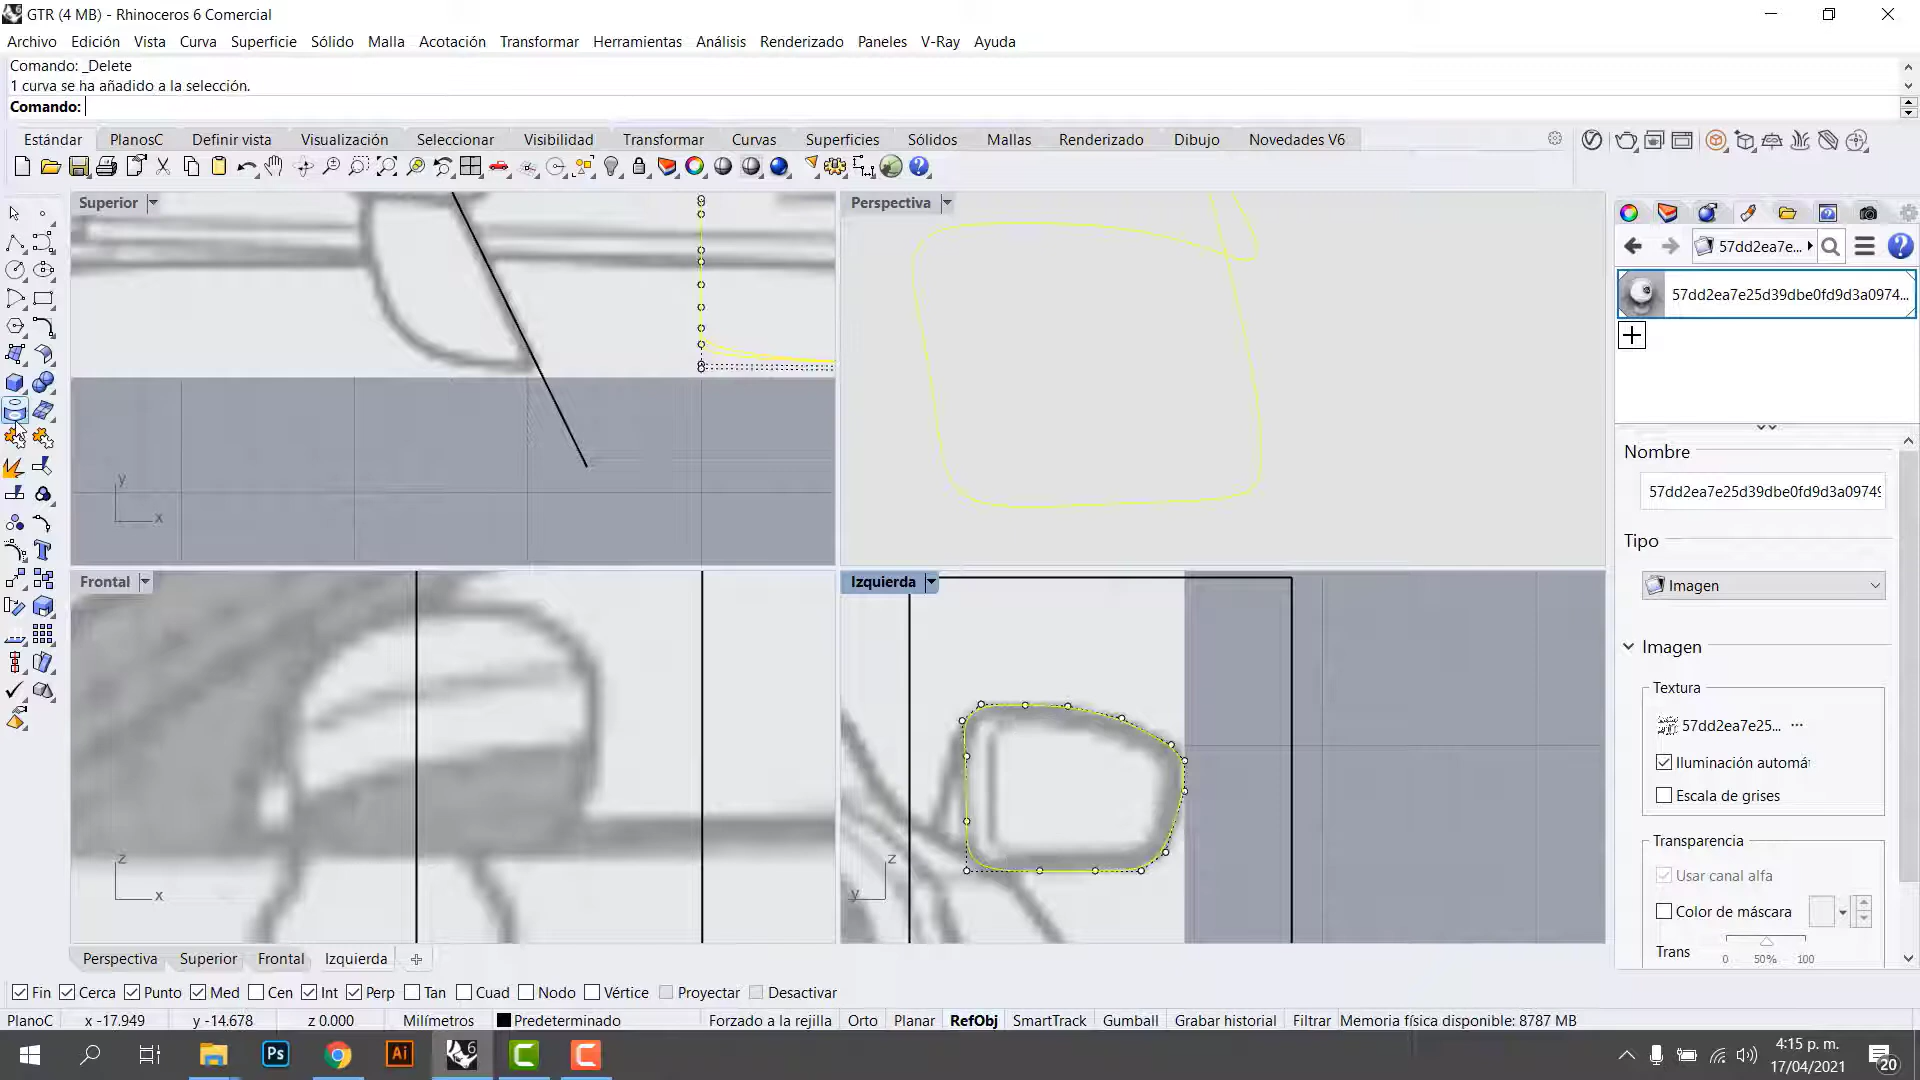 GTR (4 MB) - Rhinoceros 6 Comercial
Archivo Edición Vista Curva Superficie Sólido Malla Acotación Transformar Herramientas Análisis Renderizado Paneles V-Ray Ayuda
Comando: _Delete
1 curva se ha añadido a la selección.
Comando:
Estándar PlanosC Definir vista Visualización Seleccionar Visibilidad Transformar Curvas Superficies Sólidos Mallas Renderizado Dibujo Novedades V6
Superior
Perspectiva
57dd2ea7e...
57dd2ea7e25d39dbe0fd9d3a0974...
Nombre
57dd2ea7e25d39dbe0fd9d3a09749
Tipo
Imagen
Imagen
Textura
57dd2ea7e25... ...
Iluminación automá
Escala de grises
Transparencia
Usar canal alfa
Color de máscara
Trans
0 50% 100
y
x
Frontal
Izquierda
z
x
z
y
Perspectiva Superior Frontal Izquierda
Fin Cerca Punto Med Cen Int Perp Tan Cuad Nodo Vértice Proyectar Desactivar
PlanoC x -17.949 y -14.678 z 0.000 Milímetros Predeterminado Forzado a la rejilla Orto Planar RefObj SmartTrack Gumball Grabar historial Filtrar Memoria física disponible: 8787 MB
Ps Ai 6 C C
4:15 p. m.
17/04/2021
20